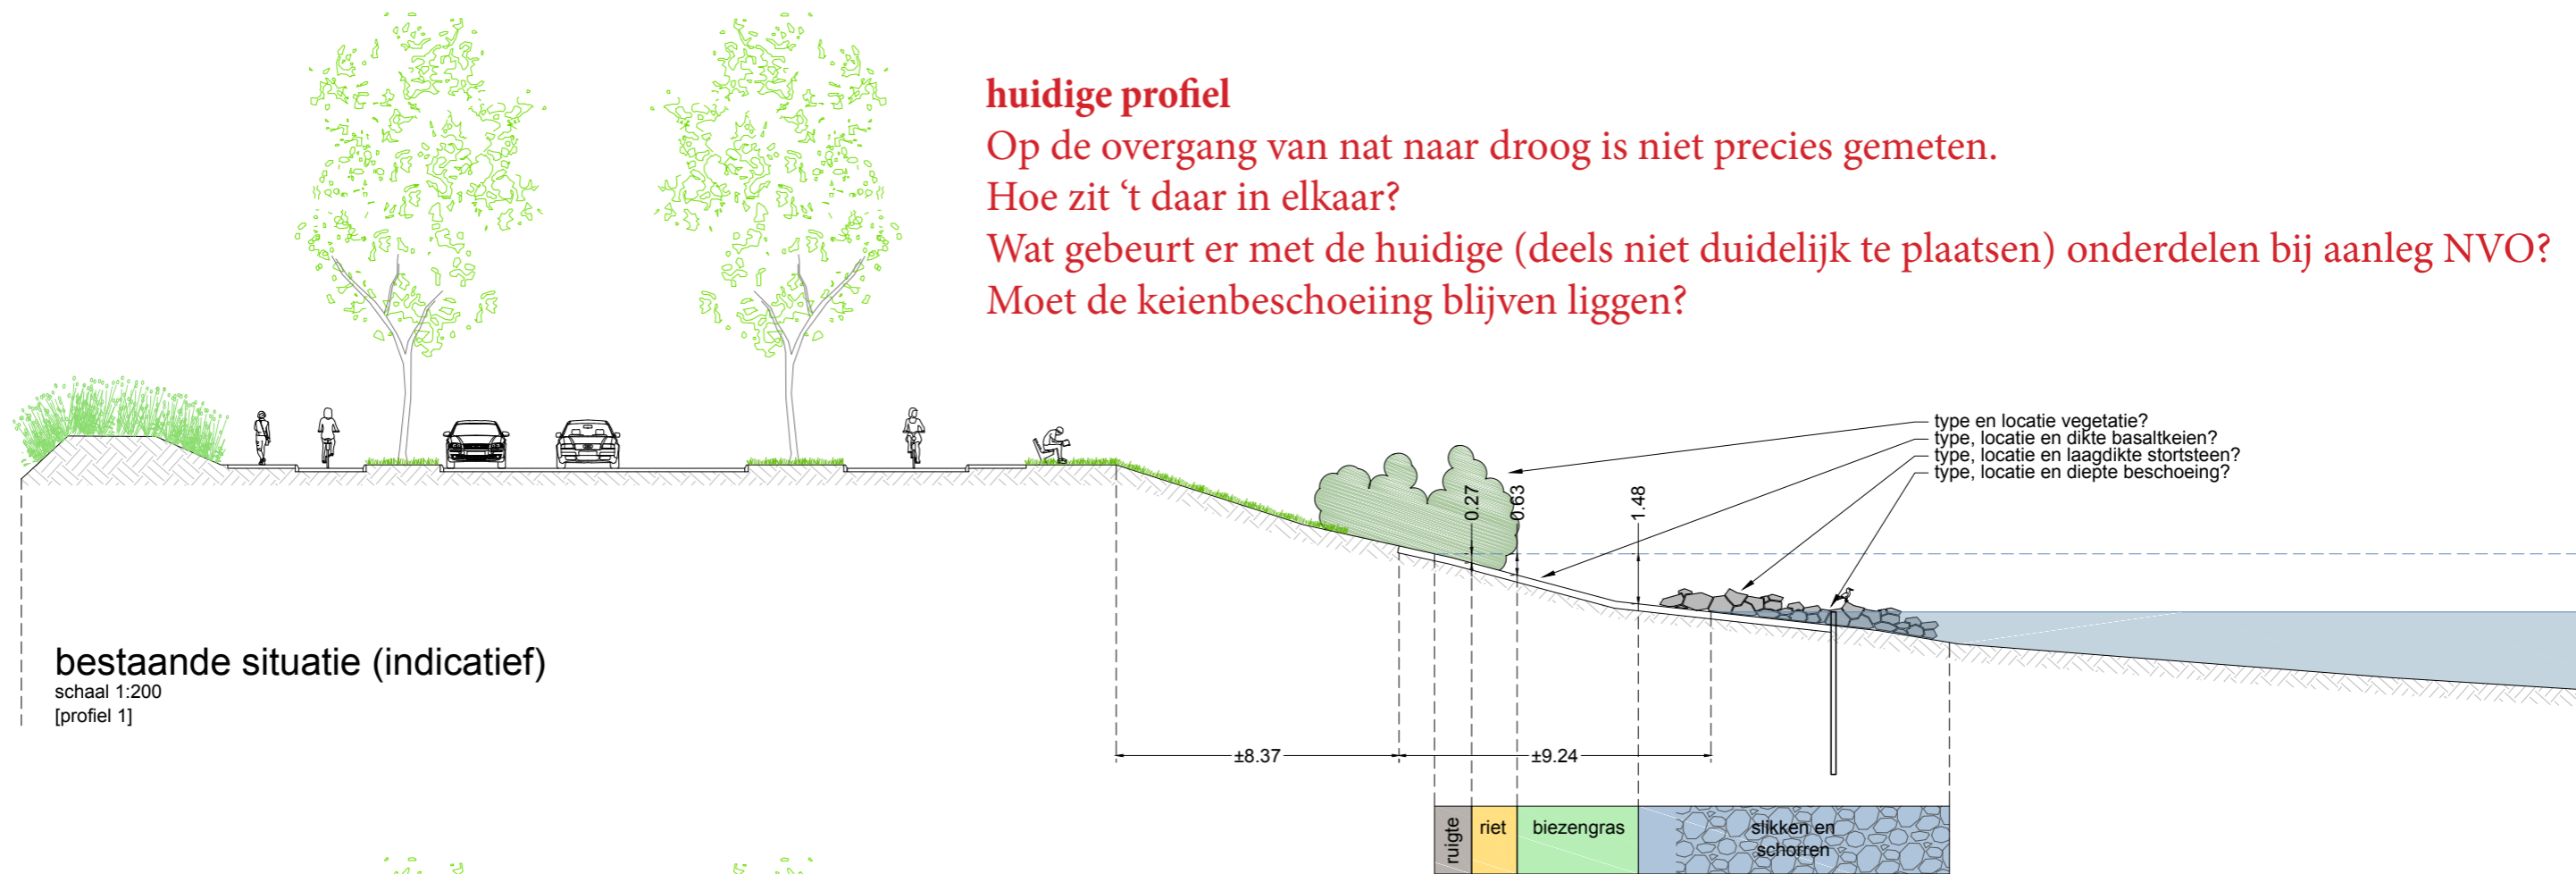 huidige profiel
Op de overgang van nat naar droog is niet precies gemeten.
Hoe zit ‘t daar in elkaar?
Wat gebeurt er met de huidige (deels niet duidelijk te plaatsen) onderdelen bij aanleg NVO?
Moet de keienbeschoeiing blijven liggen?
type en locatie vegetatie?
type, locatie en dikte basaltkeien?
type, locatie en laagdikte stortsteen?
type, locatie en diepte beschoeing?
0.27
0.63
1.48
bestaande situatie (indicatief)
schaal 1:200
[profiel 1]
±8.37
±9.24
ruigte
riet
biezengras
slikken en
schorren